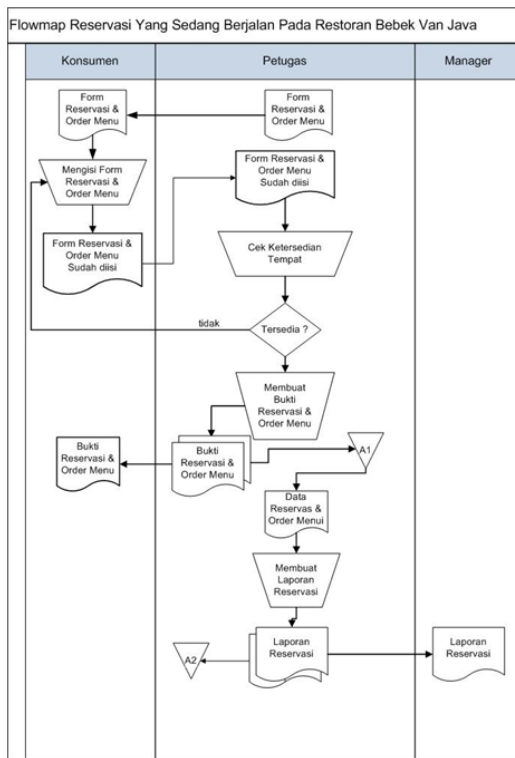 Flowmap Reservasi Yang Sedang Berjalan Pada Restoran Bebek Van Java
Konsumen
Petugas
Manager
Form
Reservasi &
Order Menu
Form
Reservasi &
Order Menu
Mengisi Form
Reservasi &
Order Menu
Form Reservasi &
Order Menu
Sudah diisi
Form Reservasi &
Order Menu
Sudah diisi
Cek Ketersedian
Tempat
tidak
Tersedia ?
Membuat
Bukti
Reservasi &
Order Menu
Bukti
Reservasi &
Order Menu
Bukti
Reservasi &
Order Menu
A1
Data
Reservas &
Order Menui
Membuat
Laporan
Reservasi
A2
Laporan
Reservasi
Laporan
Reservasi